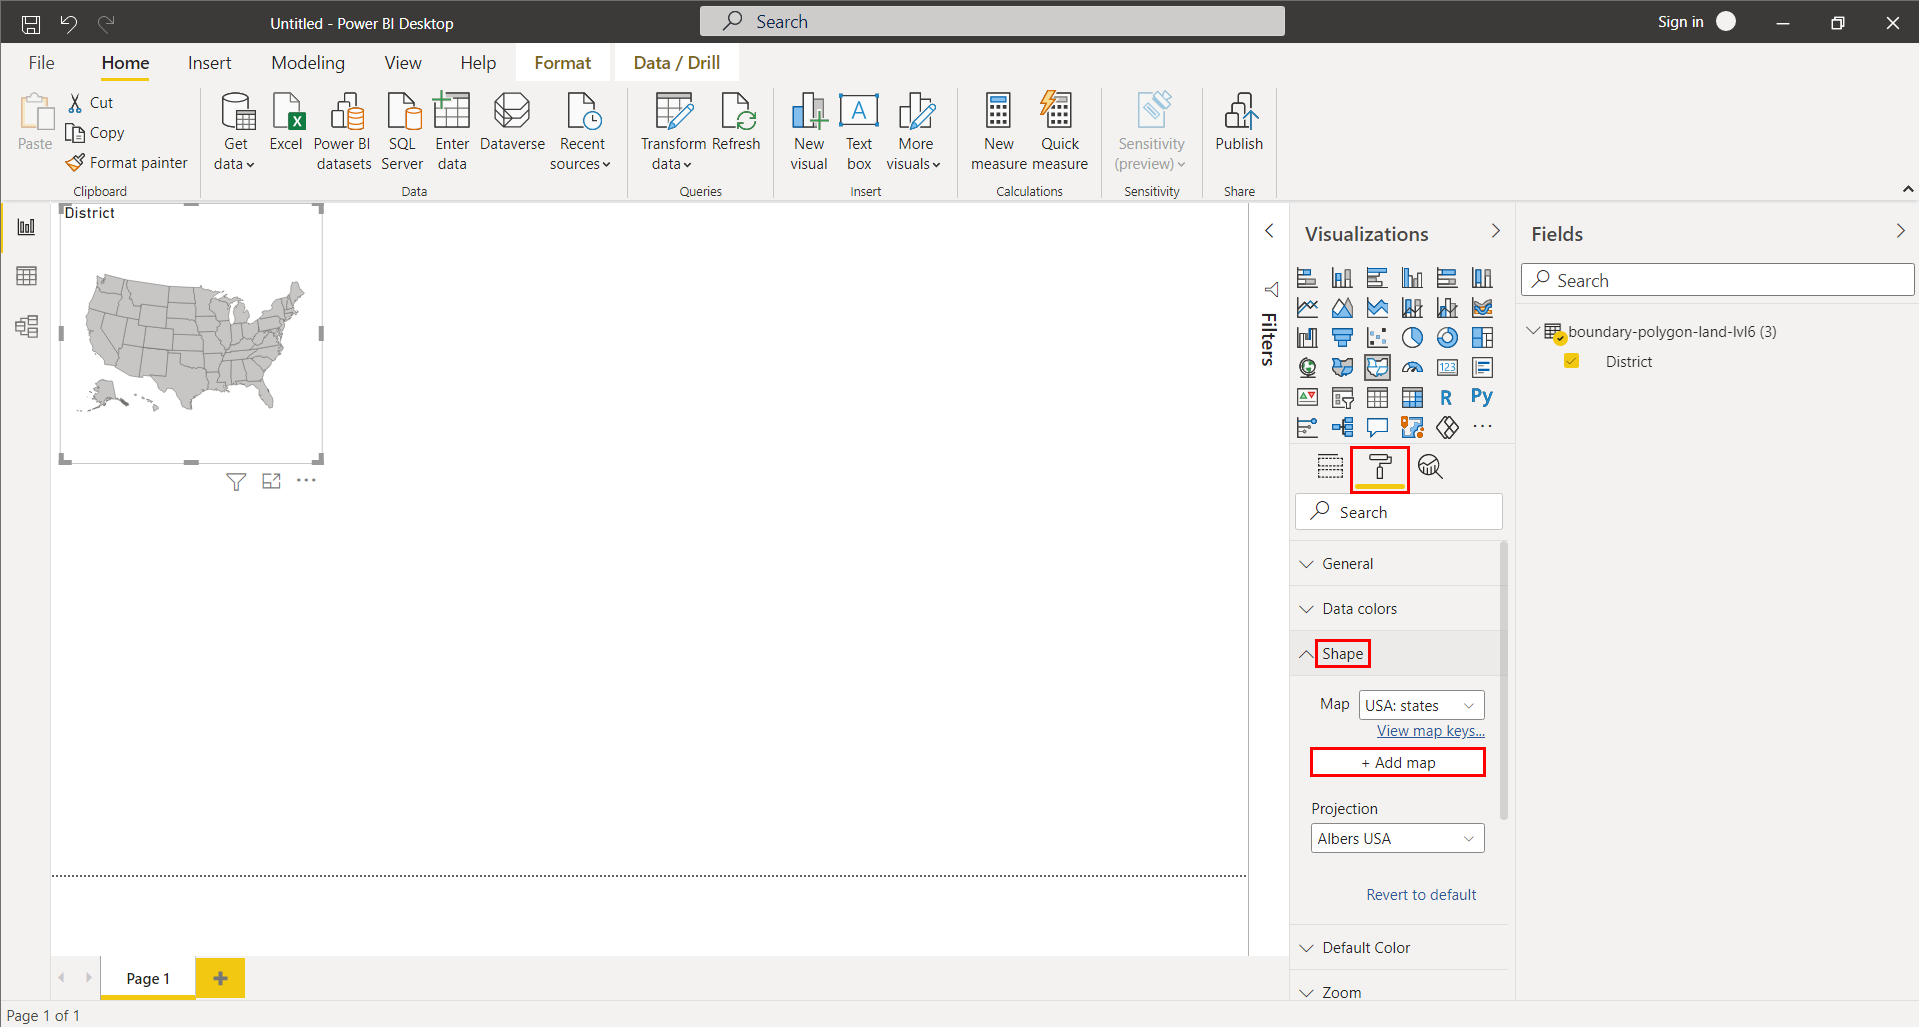 Untitled - Power BI Desktop
Search
Sign in
File
Home
Insert
Modeling
View
Help
Format
Data / Drill
Paste
Cut
Copy
Format painter
Clipboard
Get
data
Excel
Power BI
datasets
SQL
Server
Enter
data
Dataverse
Recent
sources
Data
Transform
data
Refresh
Queries
New
visual
A
Text
box
More
visuals
Insert
New
measure
Quick
measure
Calculations
Sensitivity
(preview)
Sensitivity
Publish
Share
District
Filters
Visualizations
123
R
Py
Search
General
Data colors
Shape
Map
USA: states
View map keys...
+ Add map
Projection
Albers USA
Revert to default
Default Color
Zoom
Fields
Search
boundary-polygon-land-lvl6 (3)
District
Page 1
Page 1 of 1